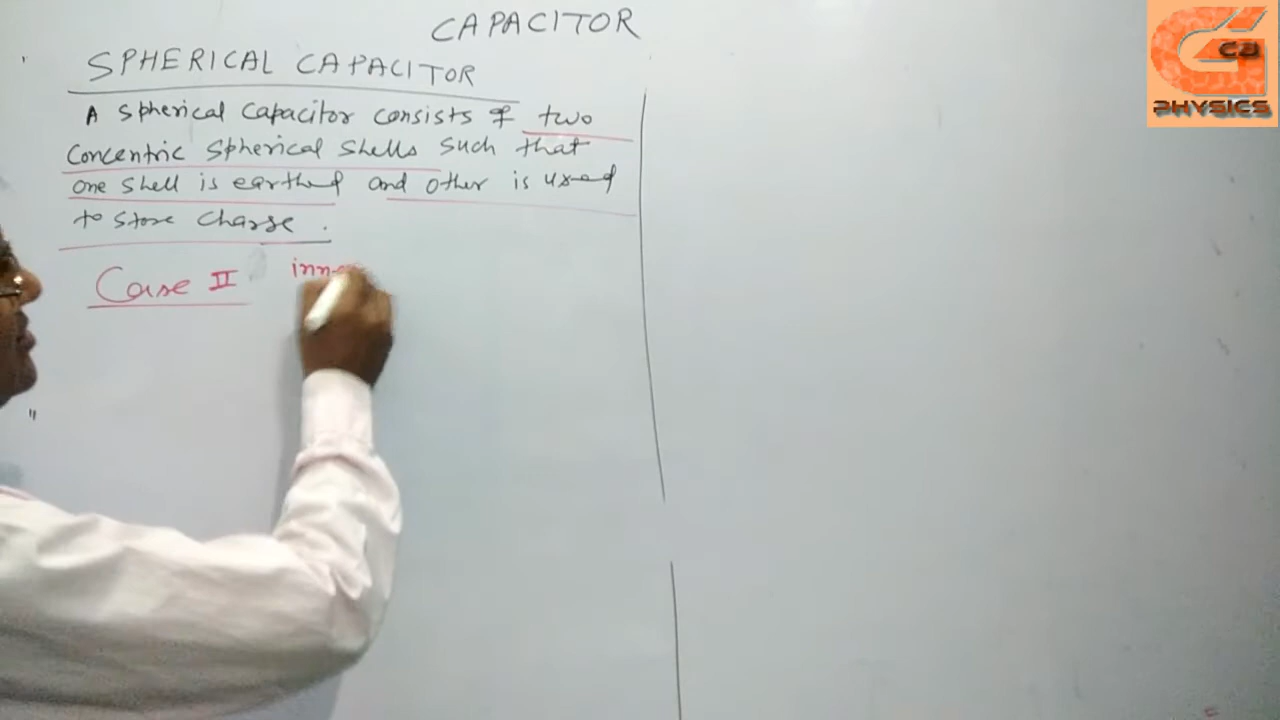 CAPACITOR
SPHERICAL CAPACITOR
A spherical capacitor consists of two
concentric spherical shells such that
one shell is earthed and other is used
to store charge.
Case II
G ca
PHYSICS